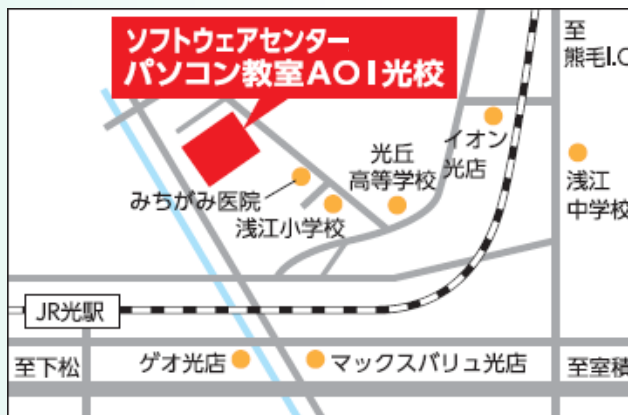 ソフトウェアセンター
パソコン教室AOI光校
至
熊毛I.C
イオン
光店
光丘
高等学校
浅江
中学校
みちがみ医院
浅江小学校
JR光駅
至下松
ゲオ光店
マックスバリュ光店
至室積